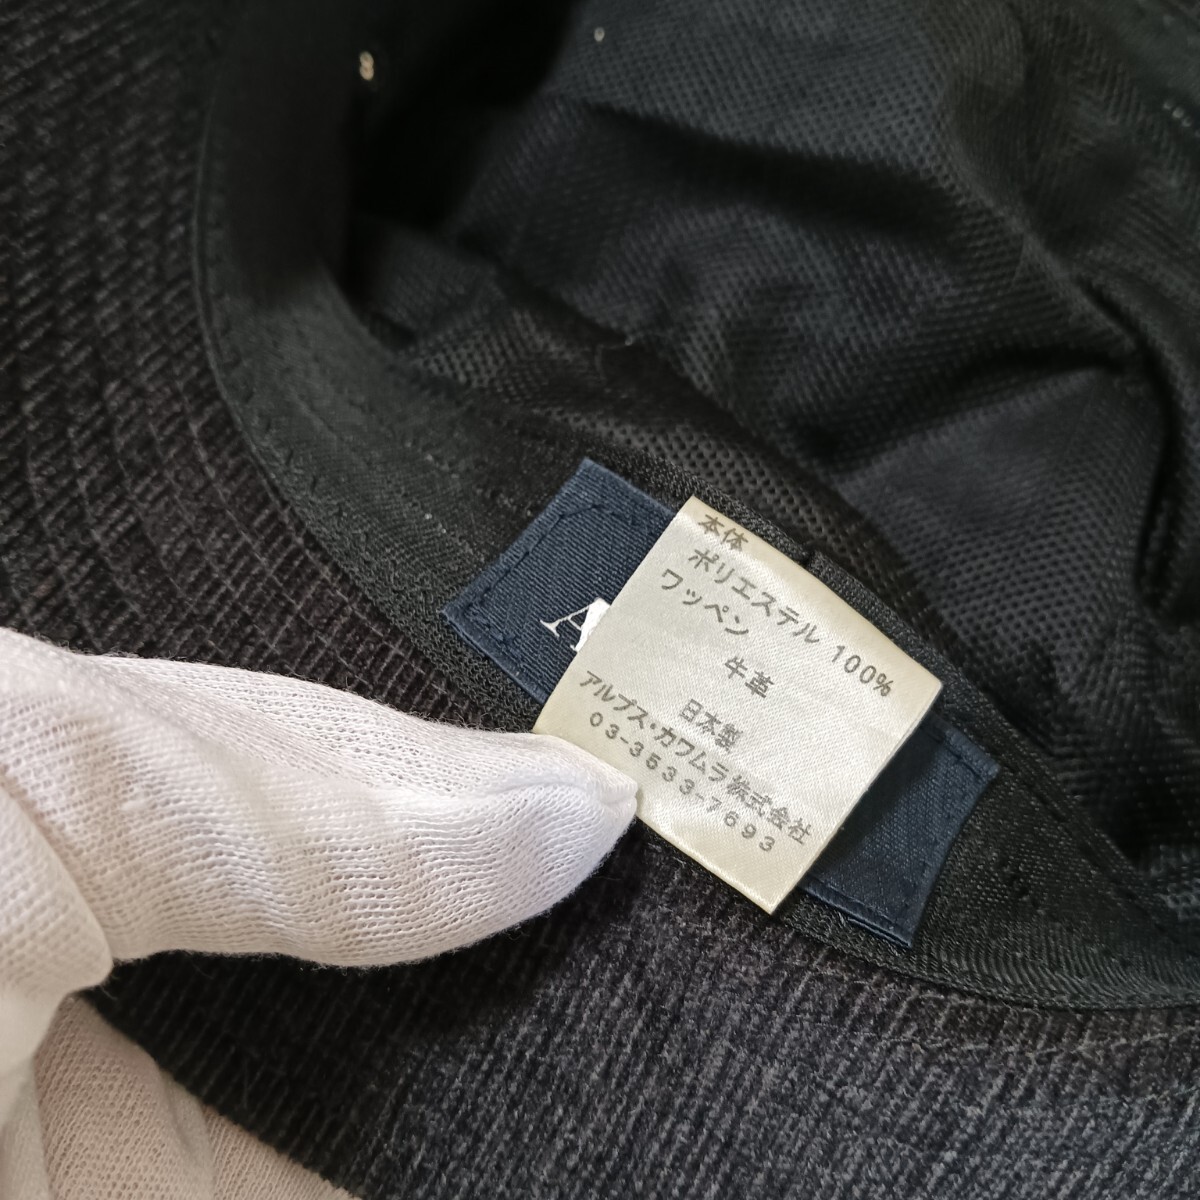 本体
ポリエステル 100%
ワッペン
牛革
日本製
アルプス・カワムラ株式会社
03-3533-7693
A